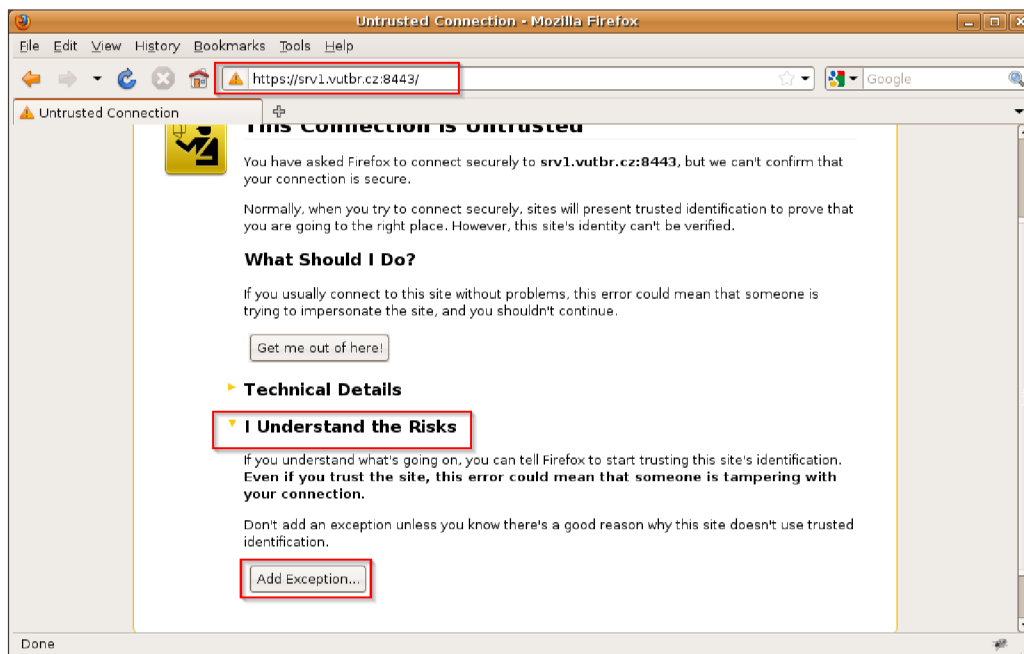 Untrusted Connection - Mozilla Firefox
File Edit View History Bookmarks Tools Help
https://srv1.vutbr.cz:8443/
Google
Untrusted Connection
This Connection is Untrusted
You have asked Firefox to connect securely to srv1.vutbr.cz:8443, but we can't confirm that
your connection is secure.
Normally, when you try to connect securely, sites will present trusted identification to prove that
you are going to the right place. However, this site's identity can't be verified.
What Should I Do?
If you usually connect to this site without problems, this error could mean that someone is
trying to impersonate the site, and you shouldn't continue.
Get me out of here!
Technical Details
I Understand the Risks
If you understand what's going on, you can tell Firefox to start trusting this site's identification.
Even if you trust the site, this error could mean that someone is tampering with
your connection.
Don't add an exception unless you know there's a good reason why this site doesn't use trusted
identification.
Add Exception...
Done